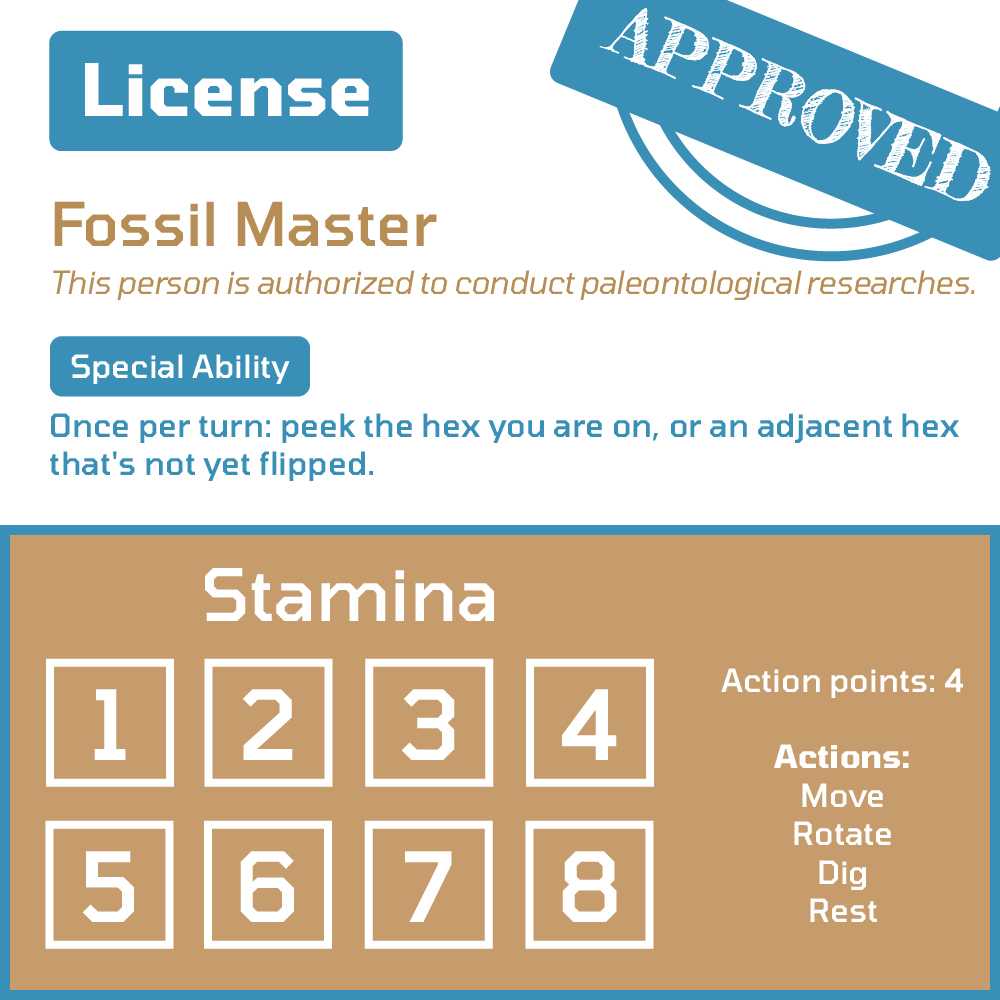 License
APPROVED
Fossil Master
This person is authorized to conduct paleontological researches.
Special Ability
Once per turn: peek the hex you are on, or an adjacent hex
that's not yet flipped.
Stamina
1 2 3 4
5 6 7 8
Action points: 4
Actions:
Move
Rotate
Dig
Rest